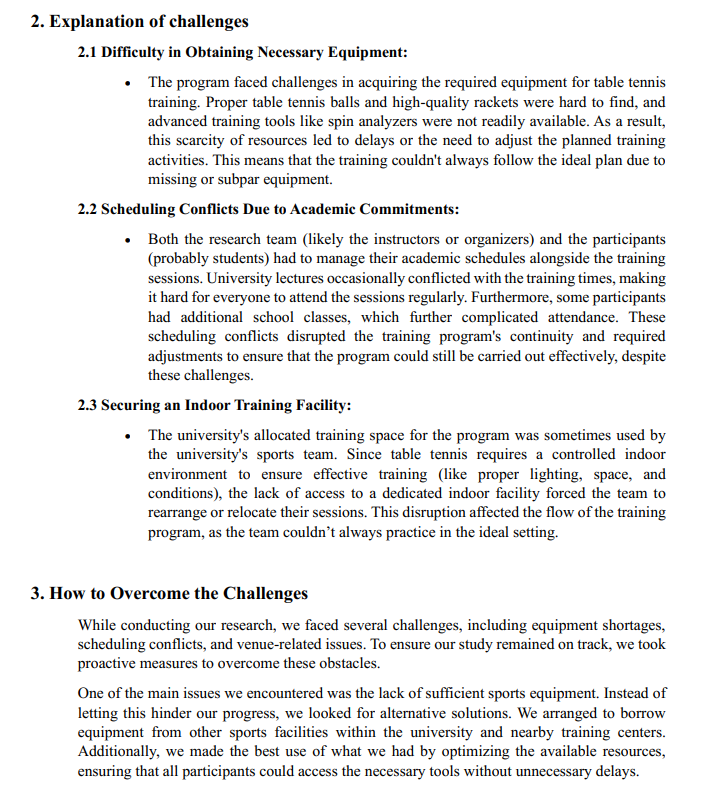 2. Explanation of challenges
2.1 Difficulty in Obtaining Necessary Equipment:
• The program faced challenges in acquiring the required equipment for table tennis
training. Proper table tennis balls and high-quality rackets were hard to find, and
advanced training tools like spin analyzers were not readily available. As a result,
this scarcity of resources led to delays or the need to adjust the planned training
activities. This means that the training couldn't always follow the ideal plan due to
missing or subpar equipment.
2.2 Scheduling Conflicts Due to Academic Commitments:
• Both the research team (likely the instructors or organizers) and the participants
(probably students) had to manage their academic schedules alongside the training
sessions. University lectures occasionally conflicted with the training times, making
it hard for everyone to attend the sessions regularly. Furthermore, some participants
had additional school classes, which further complicated attendance. These
scheduling conflicts disrupted the training program's continuity and required
adjustments to ensure that the program could still be carried out effectively, despite
these challenges.
2.3 Securing an Indoor Training Facility:
• The university's allocated training space for the program was sometimes used by
the university's sports team. Since table tennis requires a controlled indoor
environment to ensure effective training (like proper lighting, space, and
conditions), the lack of access to a dedicated indoor facility forced the team to
rearrange or relocate their sessions. This disruption affected the flow of the training
program, as the team couldn’t always practice in the ideal setting.
3. How to Overcome the Challenges
While conducting our research, we faced several challenges, including equipment shortages,
scheduling conflicts, and venue-related issues. To ensure our study remained on track, we took
proactive measures to overcome these obstacles.
One of the main issues we encountered was the lack of sufficient sports equipment. Instead of
letting this hinder our progress, we looked for alternative solutions. We arranged to borrow
equipment from other sports facilities within the university and nearby training centers.
Additionally, we made the best use of what we had by optimizing the available resources,
ensuring that all participants could access the necessary tools without unnecessary delays.